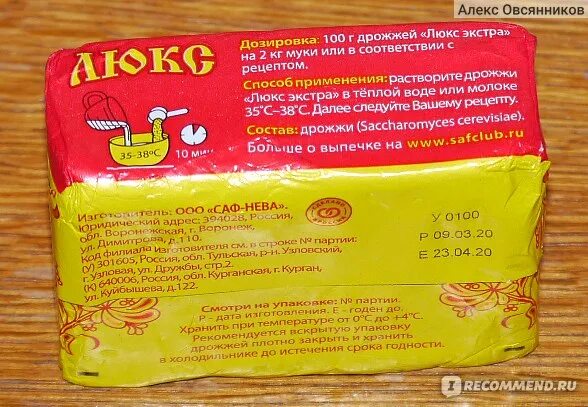 Алекс Овсянников
ЛЮКС
35-38°C
10 мин
Дозировка: 100 г дрожжей «Люкс экстра»
на 2 кг муки или в соответствии с
рецептом.
Способ применения: растворите дрожжи
«Люкс экстра» в тёплой воде или молоке
35˚С–38˚С. Далее следуйте Вашему рецепту.
Состав: дрожжи (Saccharomyces cerevisiae).
Больше о выпечке на www.safclub.ru
Изготовитель: ООО «САФ-НЕВА».
Юридический адрес: 394028, Россия,
обл. Воронежская, г. Воронеж,
ул. Димитрова, д.110.
Код филиала Изготовителя см. в строке № партии:
(У) 301605, Россия, обл. Тульская, р-н. Узловский,
г. Узловая, ул. Дружбы, стр.2.
(К) 640006, Россия, обл. Курганская, г. Курган,
ул. Куйбышева, д.122.
СДЕЛАНО
В РОССИИ
У 0100
Р 09.03.20
Е 23.04.20
Смотри на упаковке: № партии.
Р - дата изготовления. Е - годен до.
Хранить при температуре от 0°С до +4°С.
Рекомендуется вскрытую упаковку
дрожжей плотно закрыть и хранить
в холодильнике до истечения срока годности.
IRECOMMEND.RU